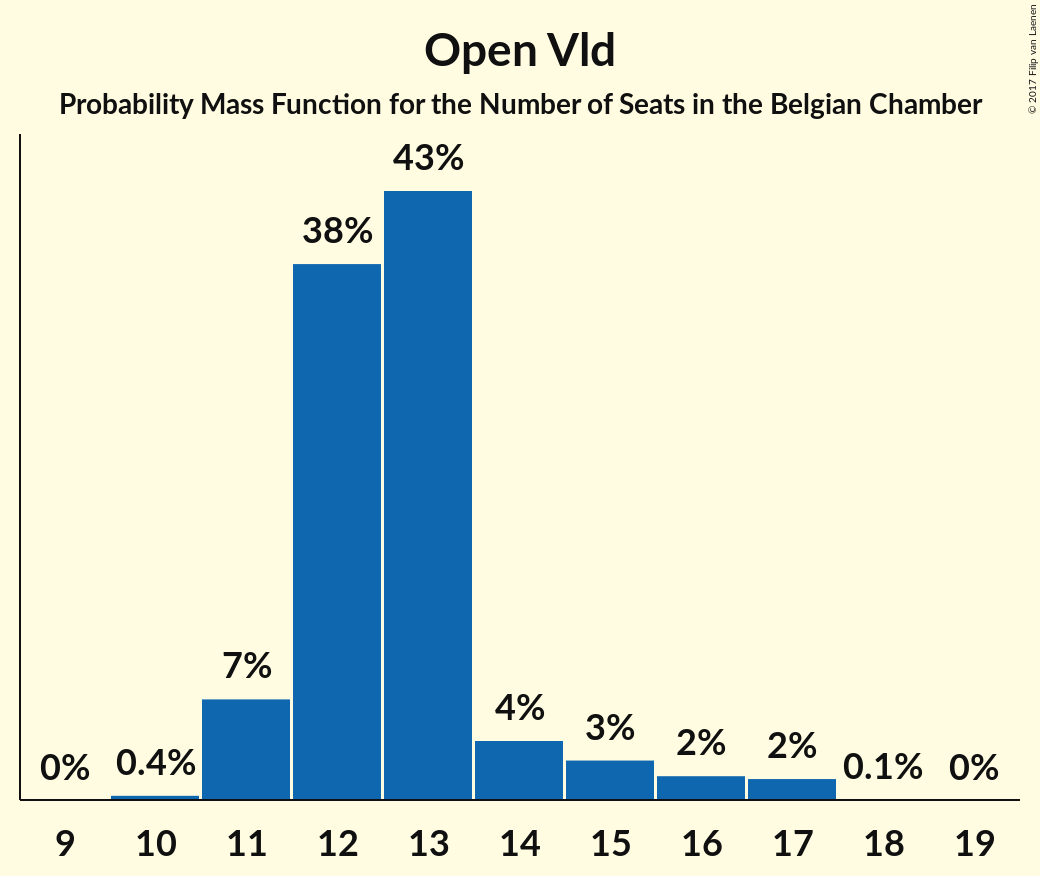 Open Vld
Probability Mass Function for the Number of Seats in the Belgian Chamber
© 2017 Filip van Laenen
43%
38%
7%
4%
3%
2%
2%
0%
0.4%
0.1%
0%
9 10 11 12 13 14 15 16 17 18 19